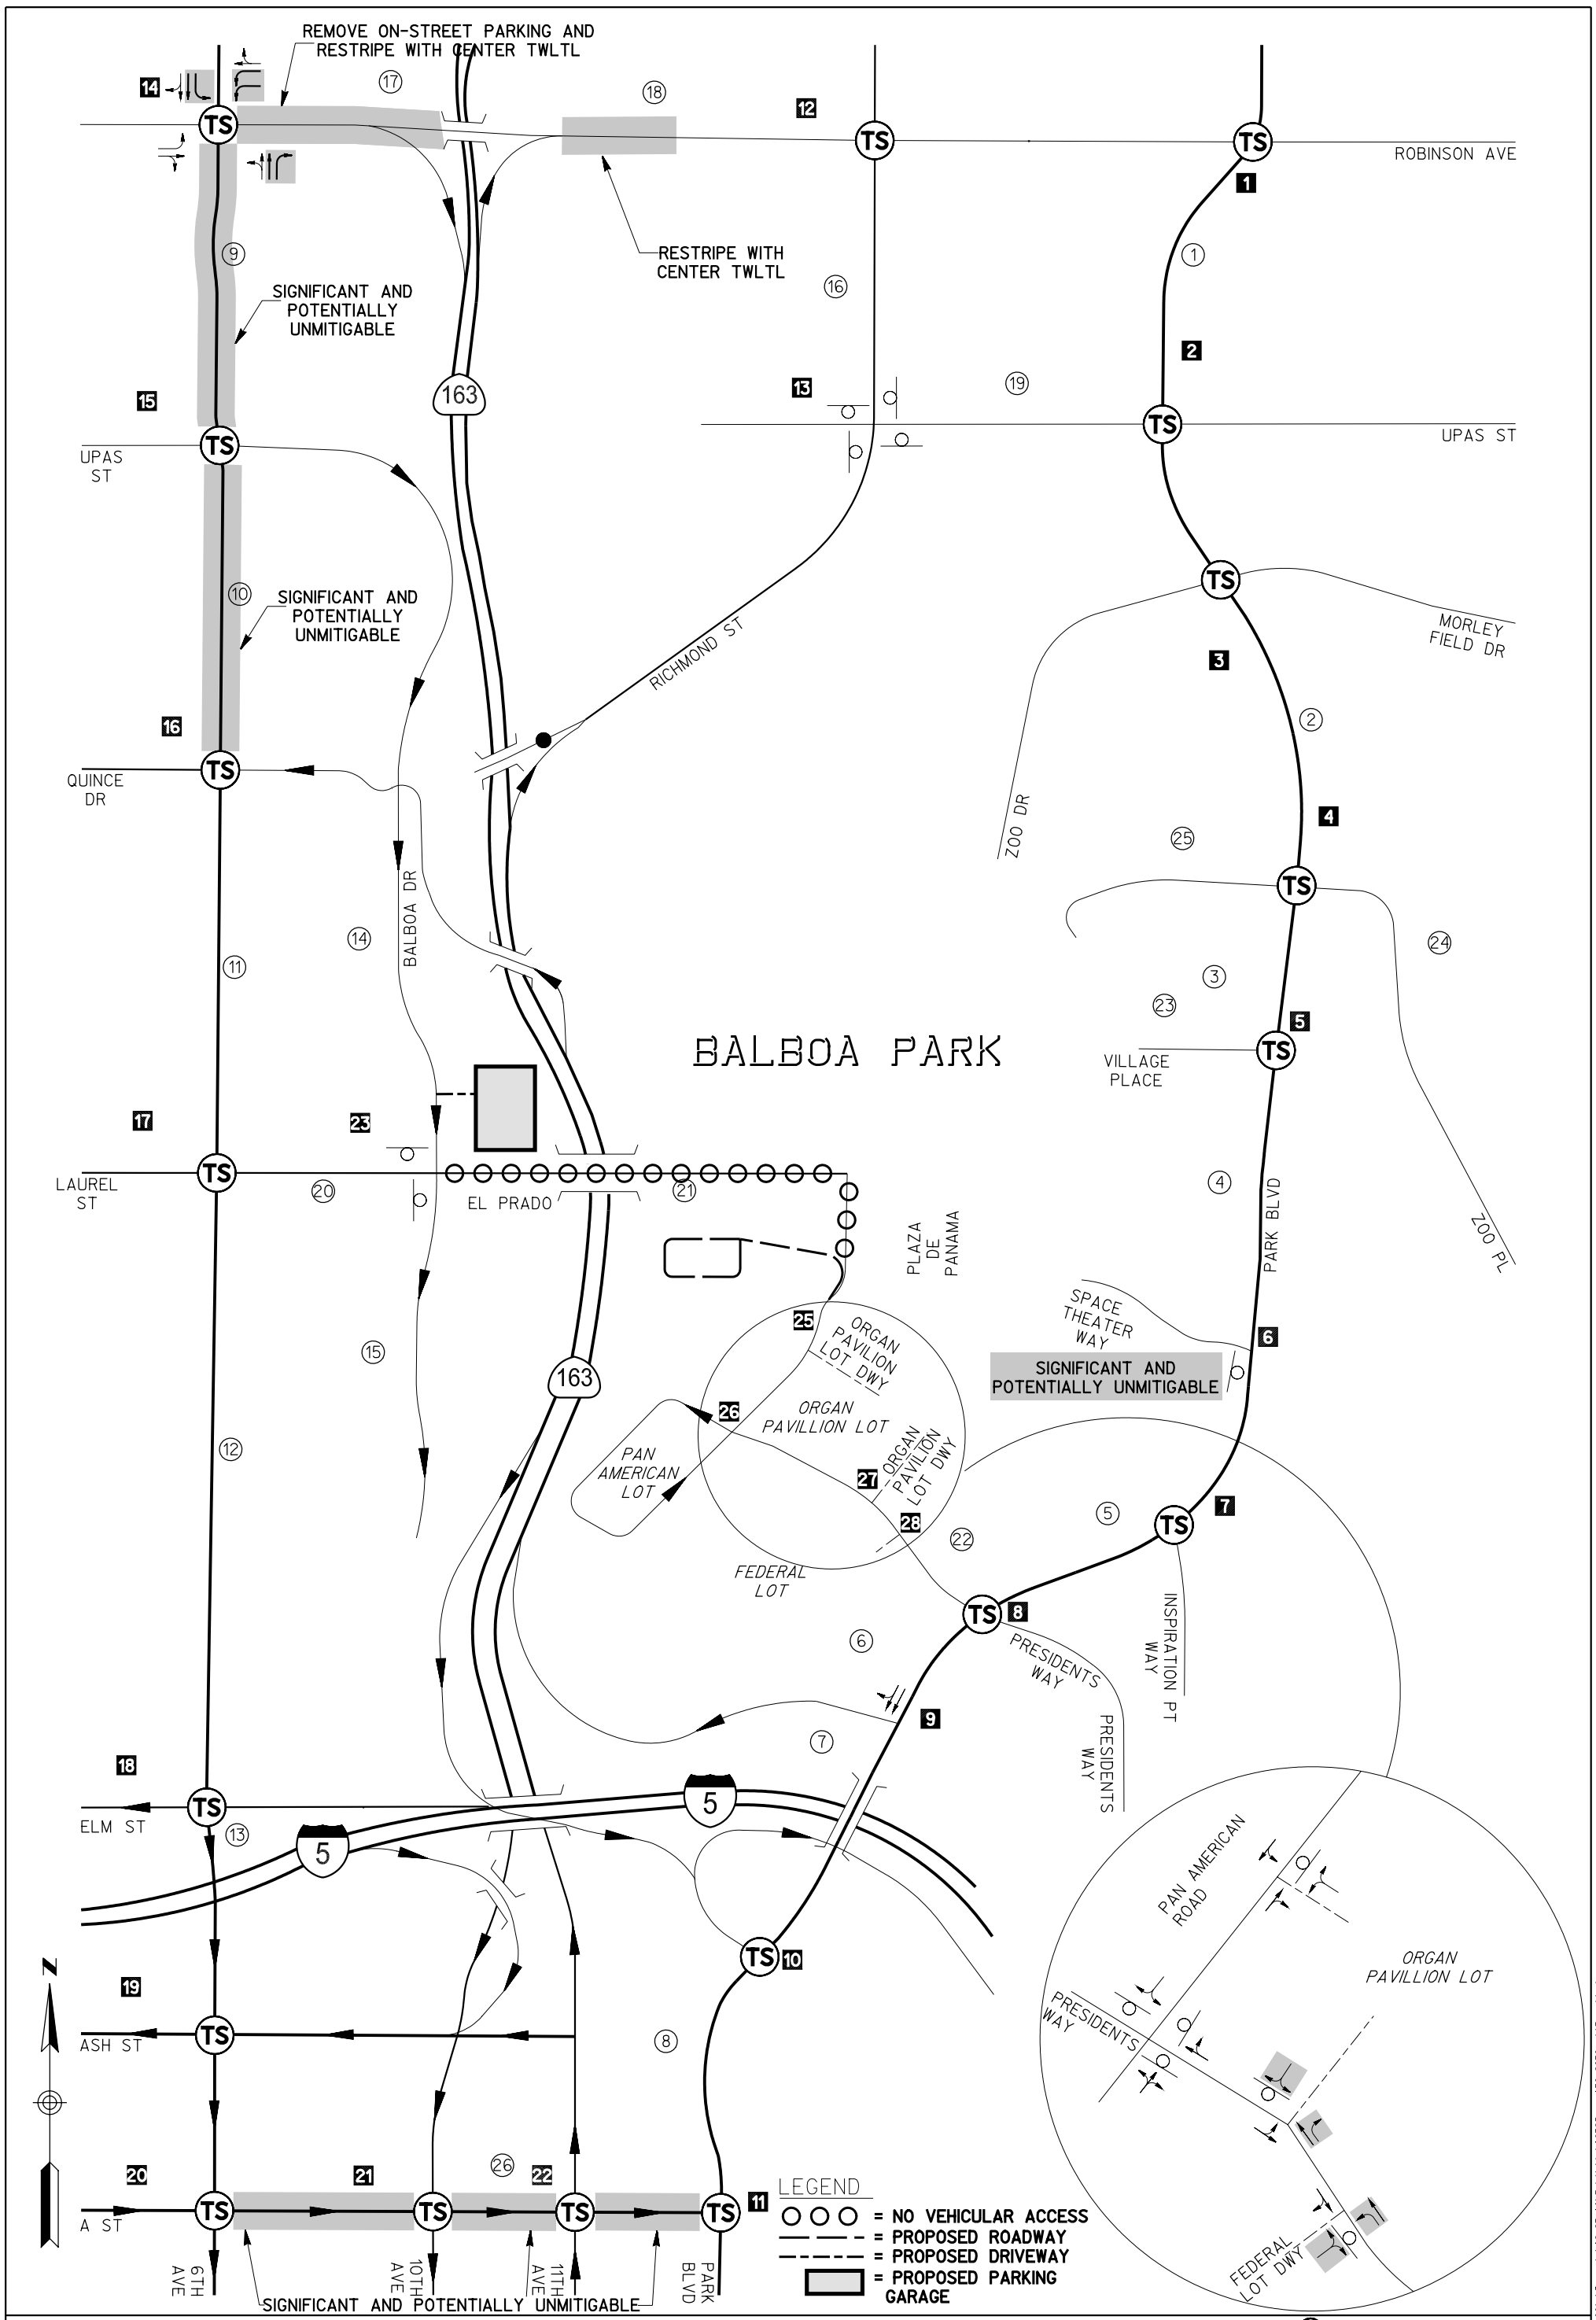 REMOVE ON-STREET PARKING AND
RESTRIPE WITH CENTER TWLTL
17
18
14
12
TS
TS
TS
ROBINSON AVE
1
9
1
RESTRIPE WITH
CENTER TWLTL
16
SIGNIFICANT AND
POTENTIALLY
UNMITIGABLE
2
163
13
19
15
TS
TS
UPAS
ST
UPAS ST
TS
10
SIGNIFICANT AND
POTENTIALLY
UNMITIGABLE
MORLEY
FIELD DR
RICHMOND ST
3
2
16
TS
QUINCE
DR
ZOO DR
4
25
TS
BALBOA DR
14
11
24
3
23
5
BALBOA PARK
TS
VILLAGE
PLACE
17
23
TS
LAUREL
ST
20
EL PRADO
21
4
PARK BLVD
PLAZA
DE
PANAMA
ZOO PL
SPACE
THEATER
WAY
6
25
ORGAN
PAVILION
LOT DWY
15
163
SIGNIFICANT AND
POTENTIALLY UNMITIGABLE
26
ORGAN
PAVILLION LOT
12
PAN
AMERICAN
LOT
27
ORGAN
PAVILION
LOT DWY
7
5
28
TS
22
FEDERAL
LOT
TS
8
INSPIRATION PT
WAY
6
PRESIDENTS
WAY
9
7
PRESIDENTS
WAY
18
TS
5
ELM ST
13
5
PAN AMERICAN
ROAD
TS
10
ORGAN
PAVILLION LOT
N
19
TS
ASH ST
PRESIDENTS
WAY
8
20
21
26
22
LEGEND
TS
TS
TS
TS
11
A ST
= NO VEHICULAR ACCESS
= PROPOSED ROADWAY
= PROPOSED DRIVEWAY
= PROPOSED PARKING
GARAGE
FEDERAL
LOT DWY
6TH
AVE
10TH
AVE
11TH
AVE
PARK
BLVD
SIGNIFICANT AND POTENTIALLY UNMITIGABLE